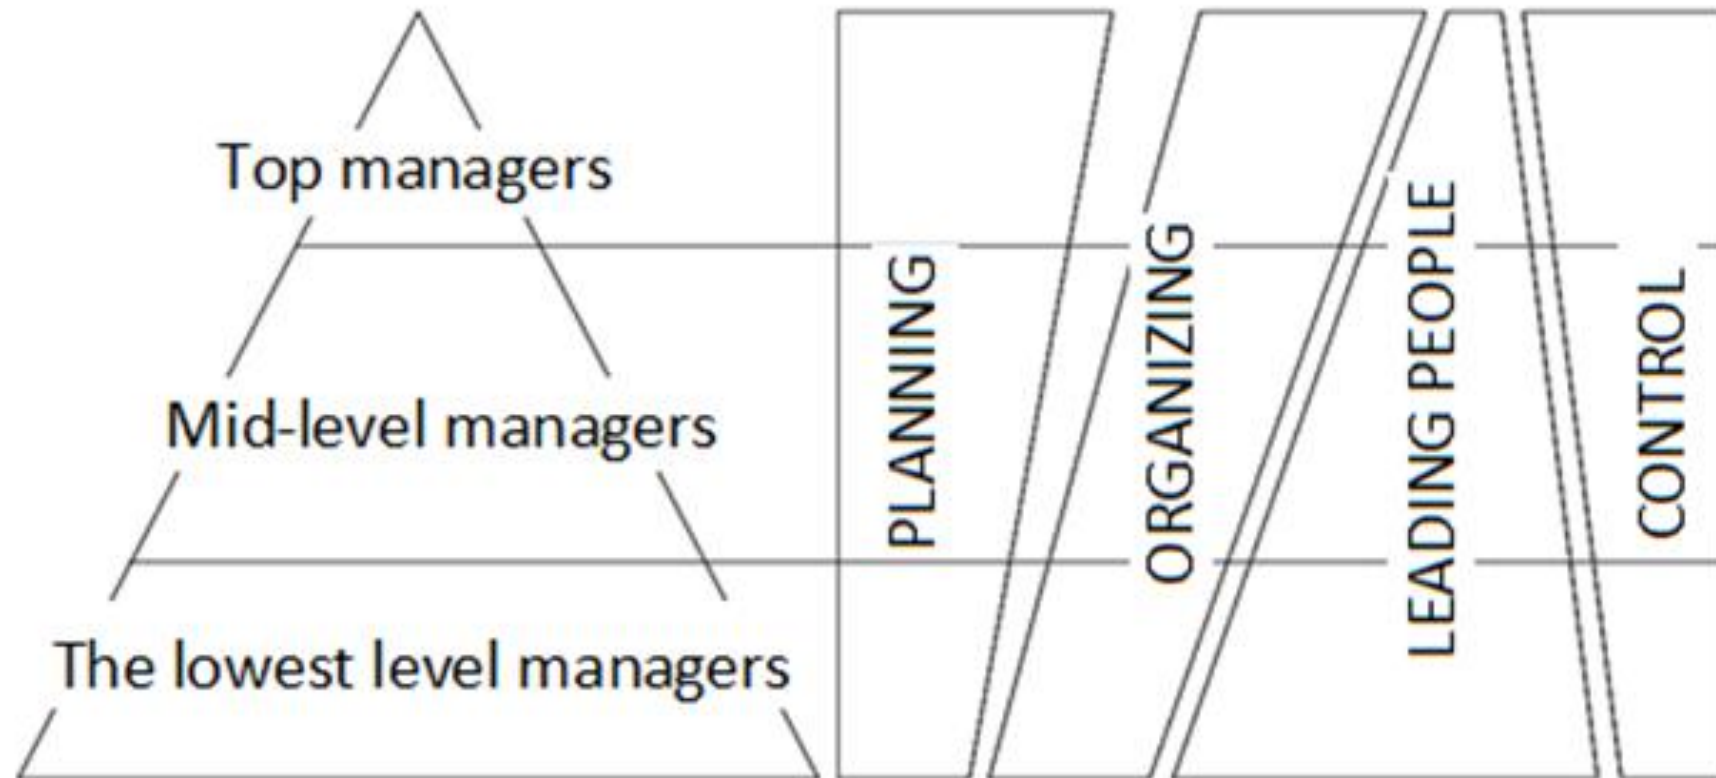 Top managers
Mid-level managers
The lowest level managers
PLANNING
ORGANIZING
LEADING PEOPLE
CONTROL